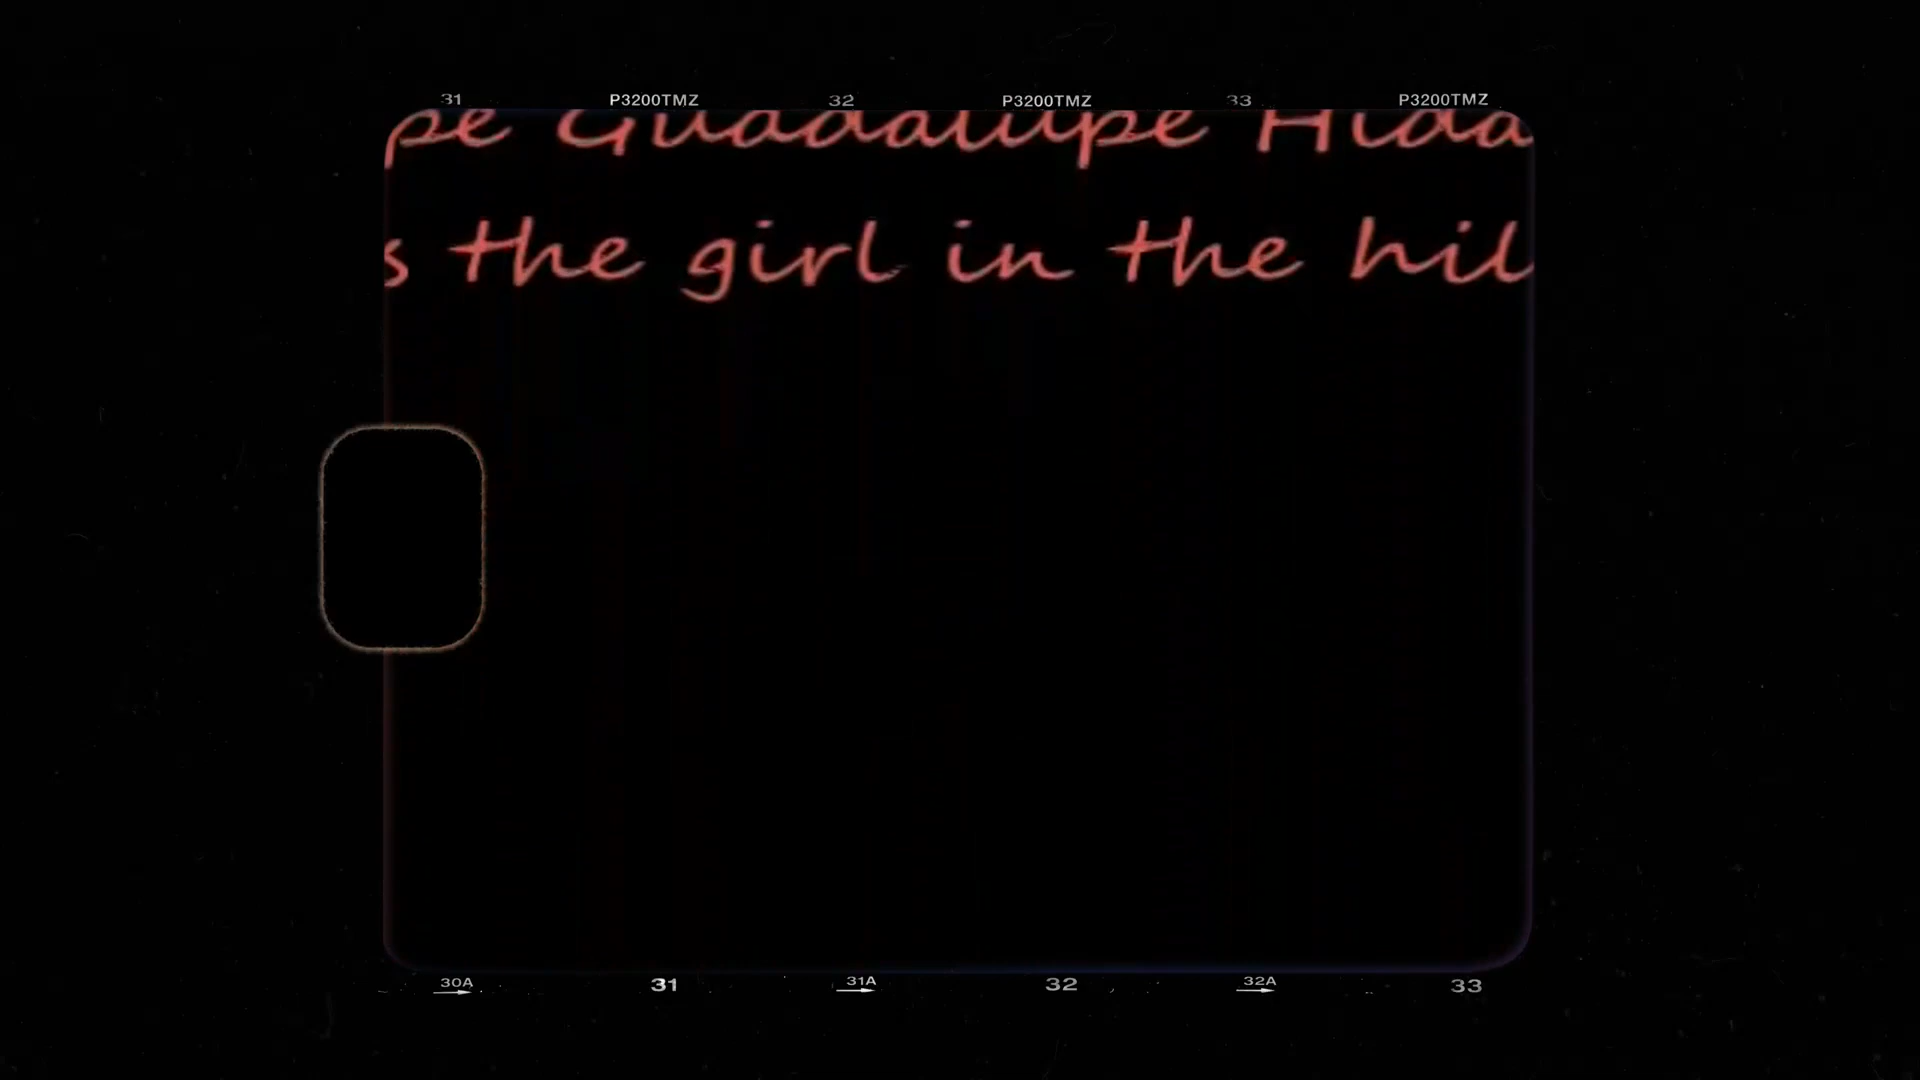 31 P3200TMZ 32 P3200TMZ 33 P3200TMZ
pe Guadalupe Hida
s the girl in the hil
30A 31 31A 32 32A 33